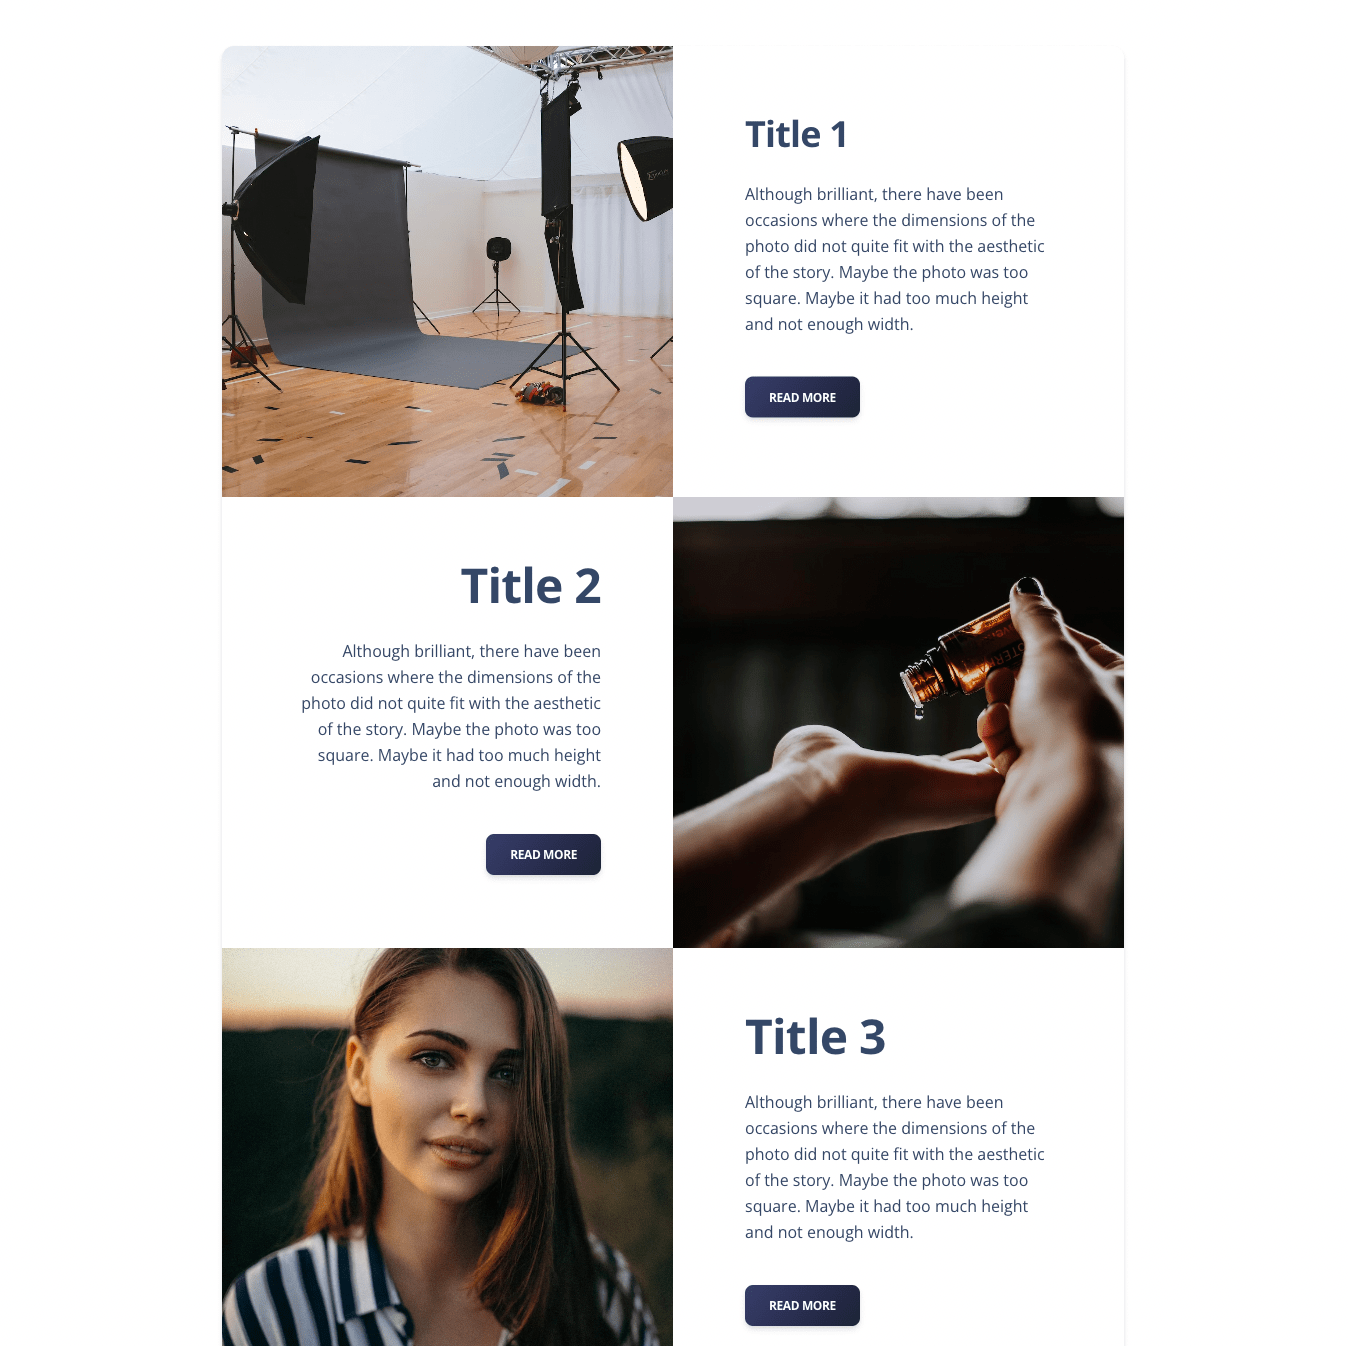 Title 1
Although brilliant, there have been
occasions where the dimensions of the
photo did not quite fit with the aesthetic
of the story. Maybe the photo was too
square. Maybe it had too much height
and not enough width.
READ MORE
Title 2
Although brilliant, there have been
occasions where the dimensions of the
photo did not quite fit with the aesthetic
of the story. Maybe the photo was too
square. Maybe it had too much height
and not enough width.
READ MORE
Title 3
Although brilliant, there have been
occasions where the dimensions of the
photo did not quite fit with the aesthetic
of the story. Maybe the photo was too
square. Maybe it had too much height
and not enough width.
READ MORE